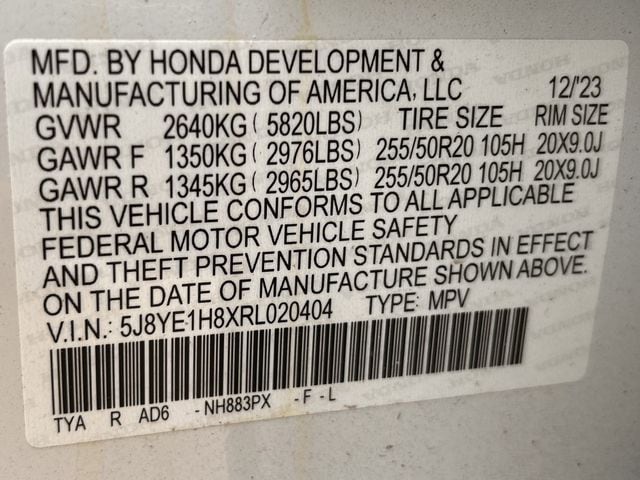 MFD. BY HONDA DEVELOPMENT &
MANUFACTURING OF AMERICA, LLC 12/'23
GVWR 2640KG ( 5820LBS) TIRE SIZE RIM SIZE
GAWR F 1350KG ( 2976LBS) 255/50R20 105H 20X9.0J
GAWR R 1345KG ( 2965LBS) 255/50R20 105H 20X9.0J
THIS VEHICLE CONFORMS TO ALL APPLICABLE
FEDERAL MOTOR VEHICLE SAFETY
AND THEFT PREVENTION STANDARDS IN EFFECT
ON THE DATE OF MANUFACTURE SHOWN ABOVE.
V.I.N.: 5J8YE1H8XRL020404 TYPE: MPV
TYA R AD6 - NH883PX - F - L